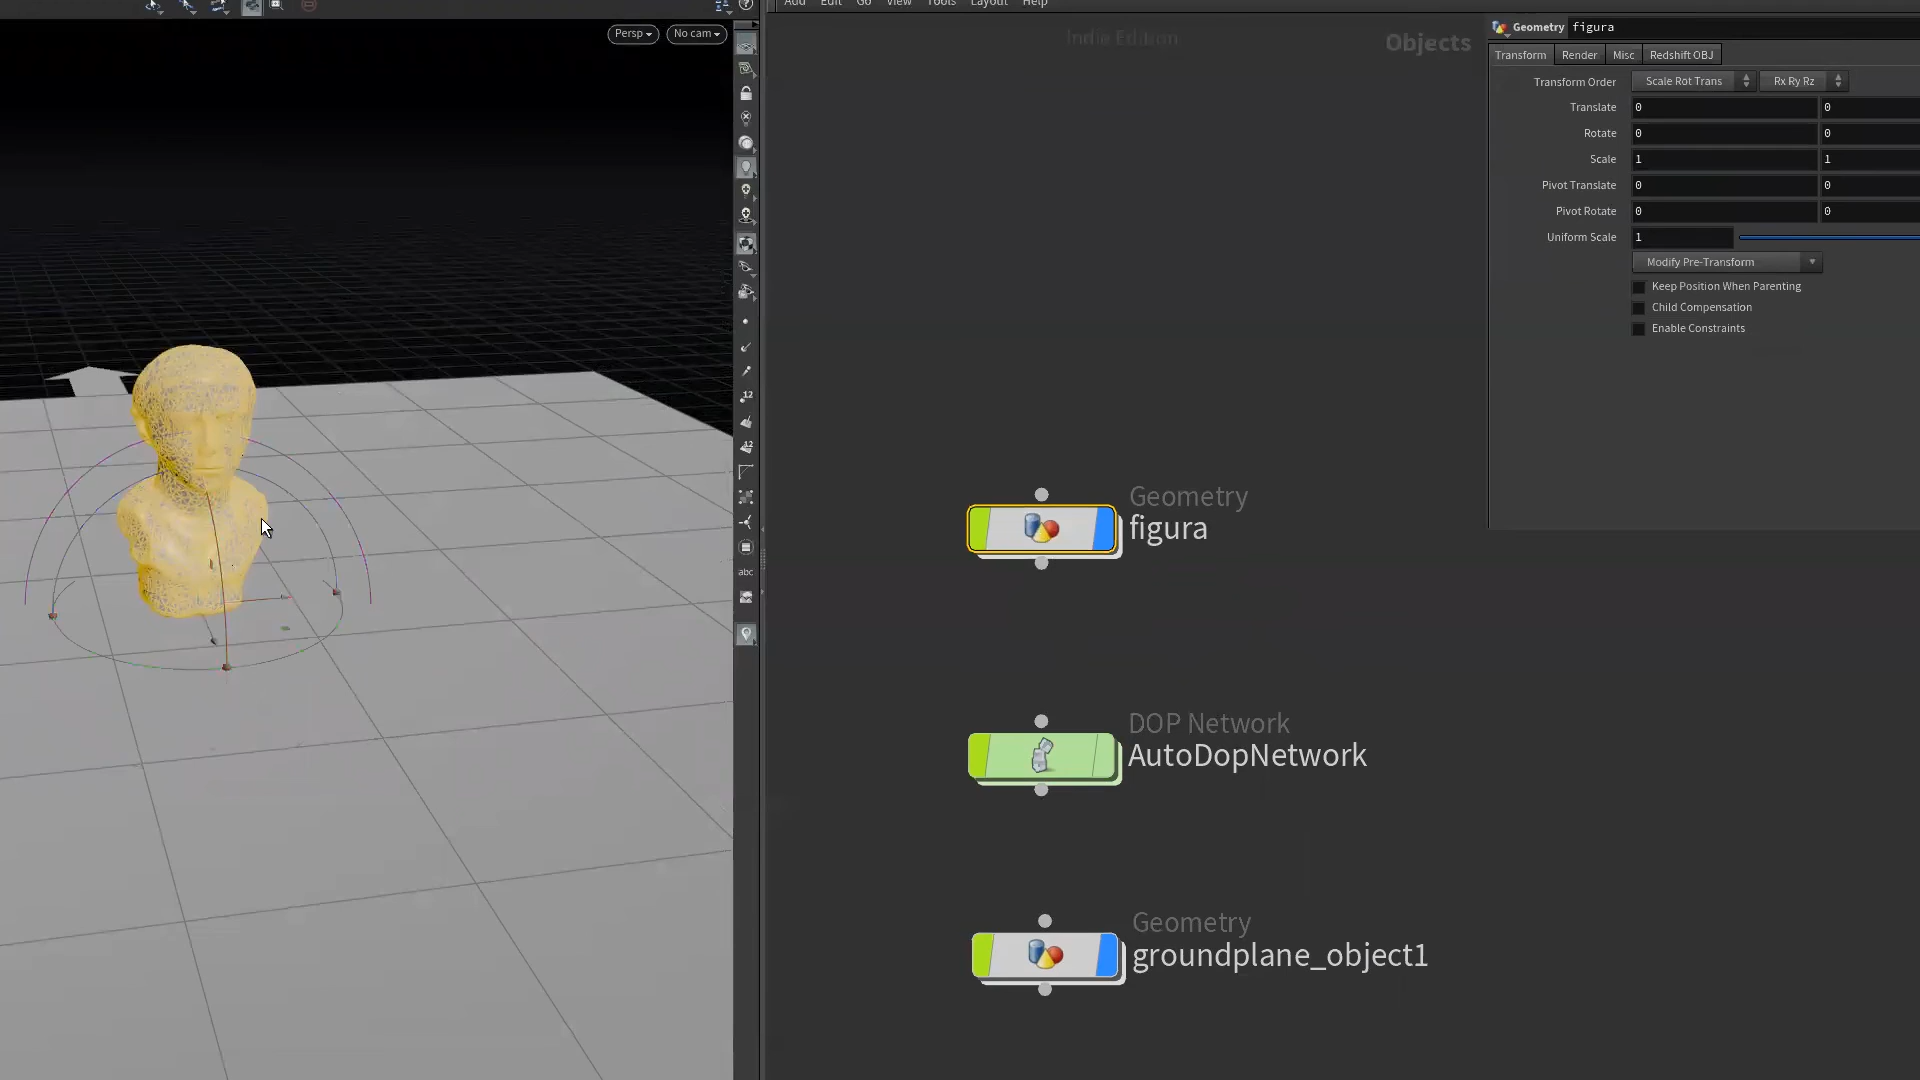 Add Edit Go View Tools Layout Help
Persp
No cam
Indie Edition
Objects
12
12
abc
Geometry
figura
DOP Network
AutoDopNetwork
Geometry
groundplane_object1
Geometry figura
Transform Render Misc Redshift OBJ
Transform Order Scale Rot Trans Rx Ry Rz
Translate 0 0
Rotate 0 0
Scale 1 1
Pivot Translate 0 0
Pivot Rotate 0 0
Uniform Scale 1
Modify Pre-Transform
Keep Position When Parenting
Child Compensation
Enable Constraints